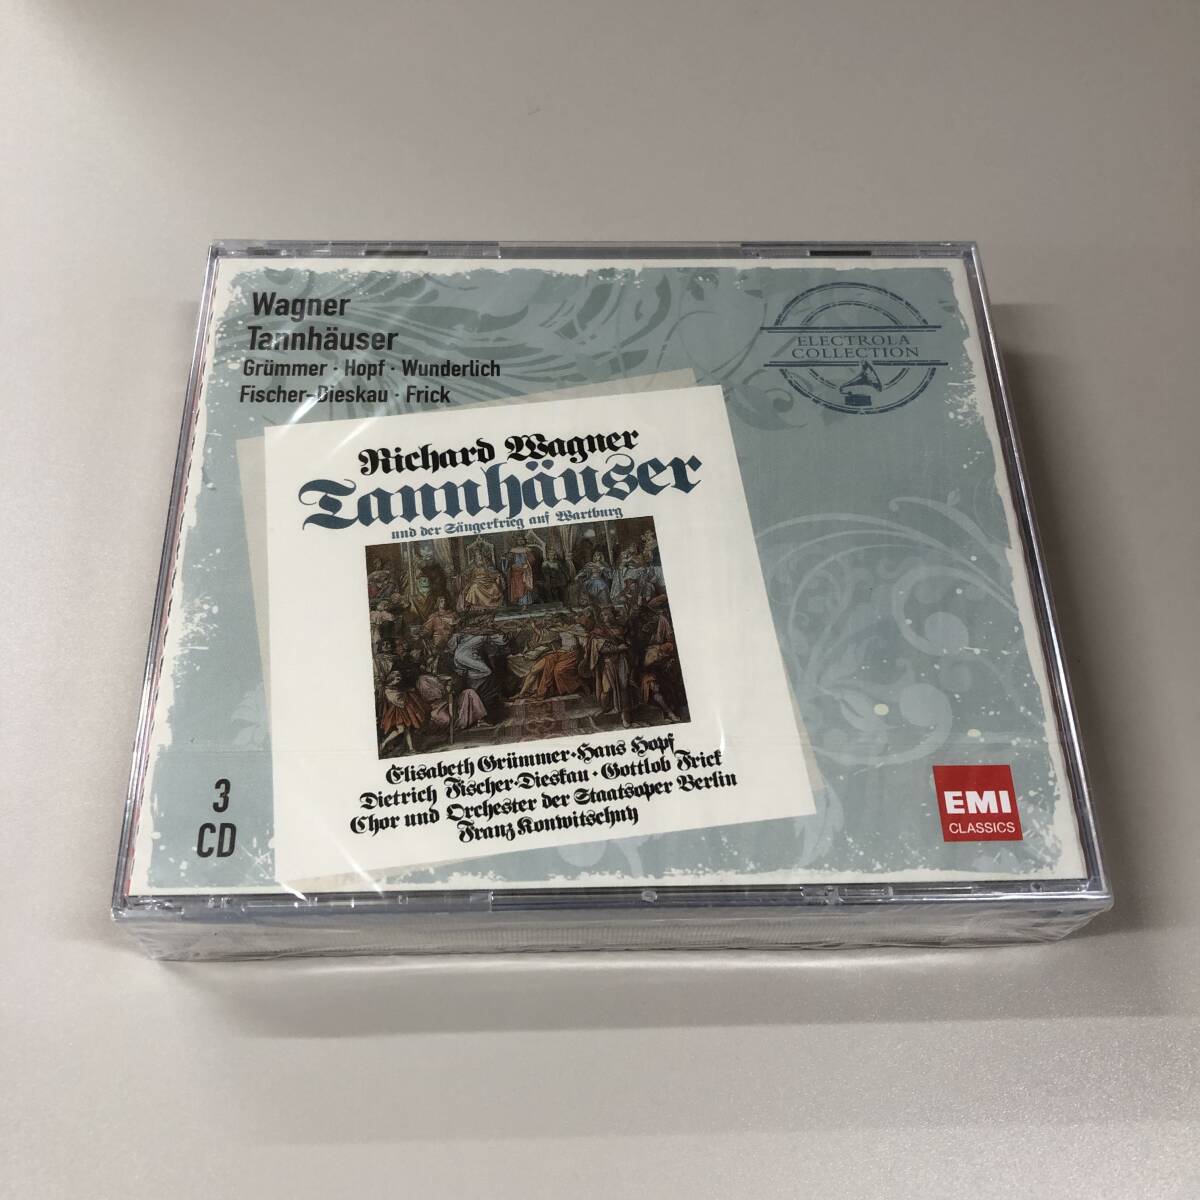 Wagner
Tannhäuser
Grümmer · Hopf · Wunderlich
Fischer-Dieskau · Frick
ELECTROLA
COLLECTION
Richard Wagner
Tannhäuser
und der Sängerkrieg auf Wartburg
Elisabeth Grümmer · Hans Hopf
Dietrich Fischer-Dieskau · Gottlob Frick
Chor und Orchester der Staatsoper Berlin
Franz Konwitschny
3
CD
EMI
CLASSICS